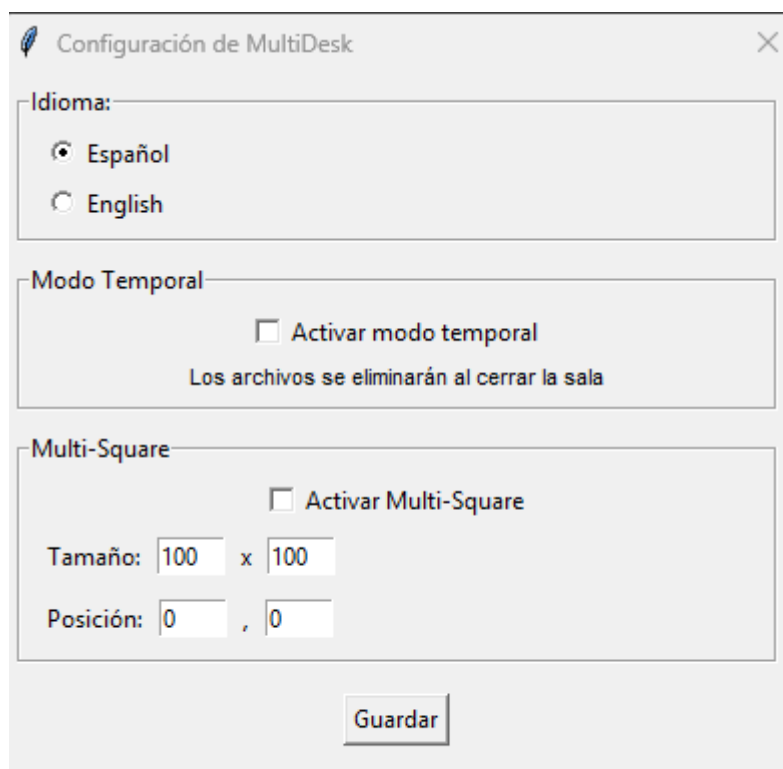 Configuración de MultiDesk
Idioma:
Español
English
Modo Temporal
Activar modo temporal
Los archivos se eliminarán al cerrar la sala
Multi-Square
Activar Multi-Square
Tamaño: 100 x 100
Posición: 0 , 0
Guardar